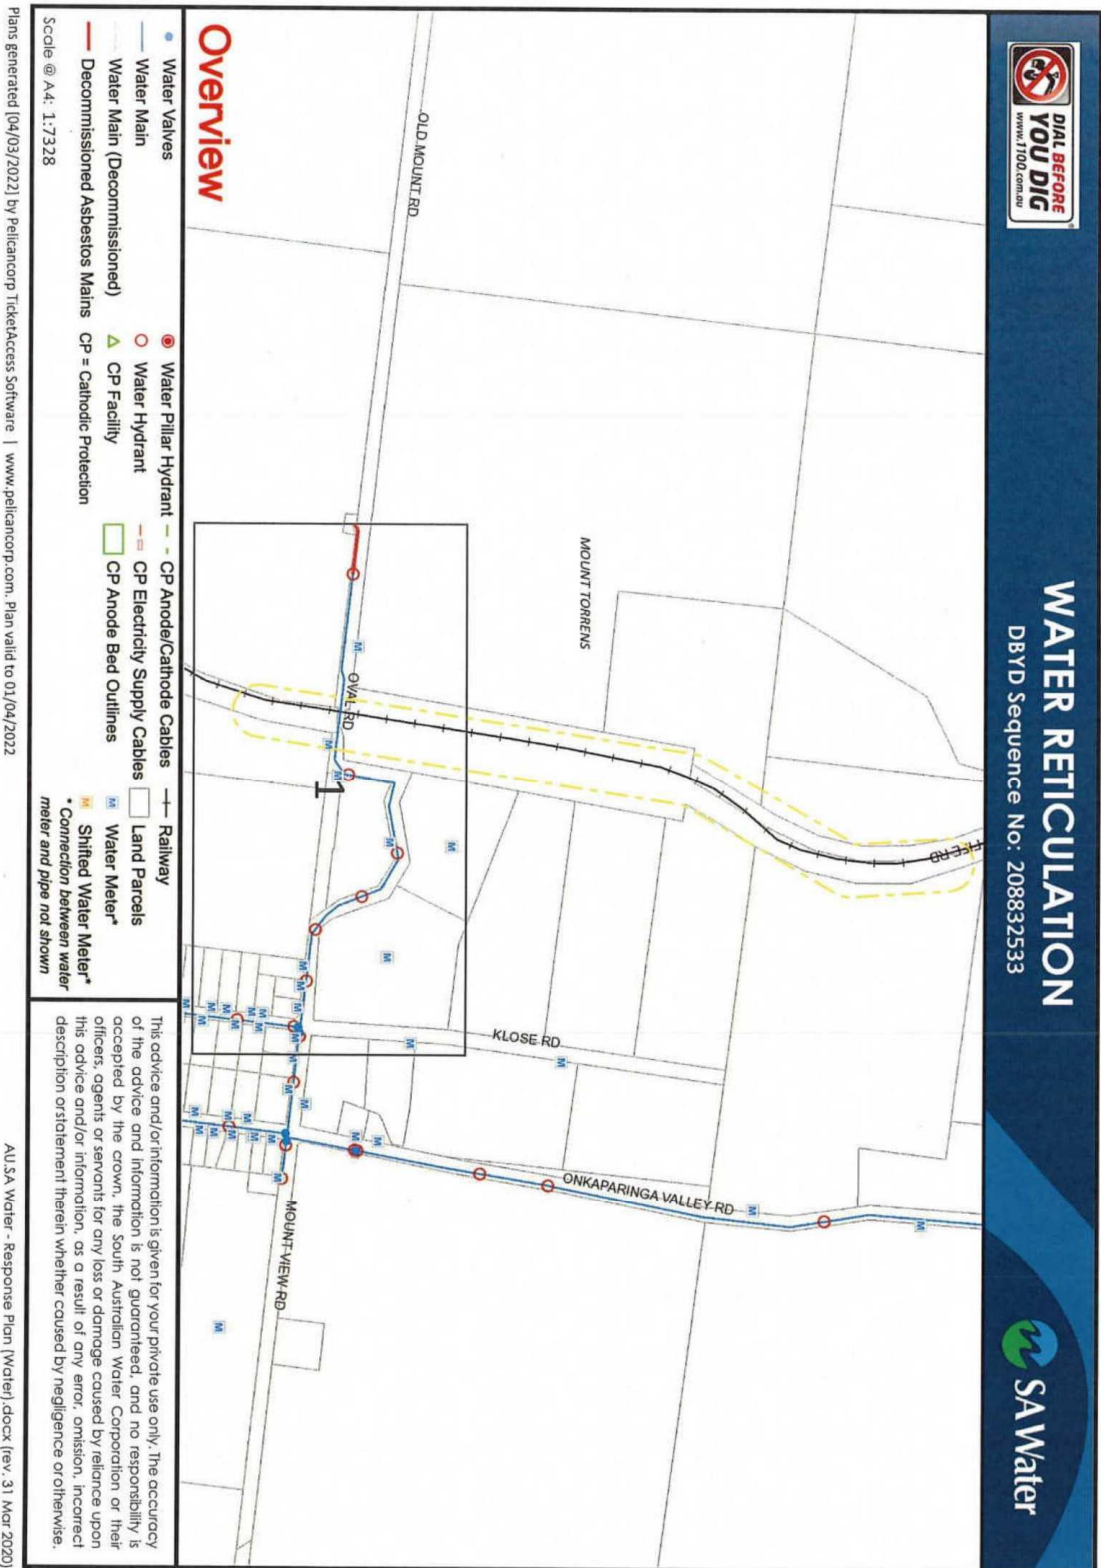 DIAL BEFORE
YOU DIG
www.1100.com.au
WATER RETICULATION
DBYD Sequence No: 208832533
SA Water
OLD MOUNT RD
MOUNT TORRENS
OVAL RD
1
KLOSE RD
ONKAPARINGA VALLEY RD
MOUNT VIEW RD
Overview
Water Valves
Water Main
Water Main (Decommissioned)
Decommissioned Asbestos Mains
Water Pillar Hydrant
Water Hydrant
CP Facility
CP = Cathodic Protection
CP Anode/Cathode Cables
CP Electricity Supply Cables
CP Anode Bed Outlines
Railway
Land Parcels
M Water Meter*
M Shifted Water Meter*
*Connection between water
meter and pipe not shown
Scale @ A4: 1:7328
This advice and/or information is given for your private use only. The accuracy
of the advice and information is not guaranteed, and no responsibility is
accepted by the crown, the South Australian Water Corporation or their
officers, agents or servants for any loss or damage caused by reliance upon
this advice and/or information, as a result of any error, omission, incorrect
description or statement therein whether caused by negligence or otherwise.
Plans generated [04/03/2022] by Pelicancorp TicketAccess Software | www.pelicancorp.com. Plan valid to 01/04/2022
AU.SA Water - Response Plan (Water).docx (rev. 31 Mar 2020)